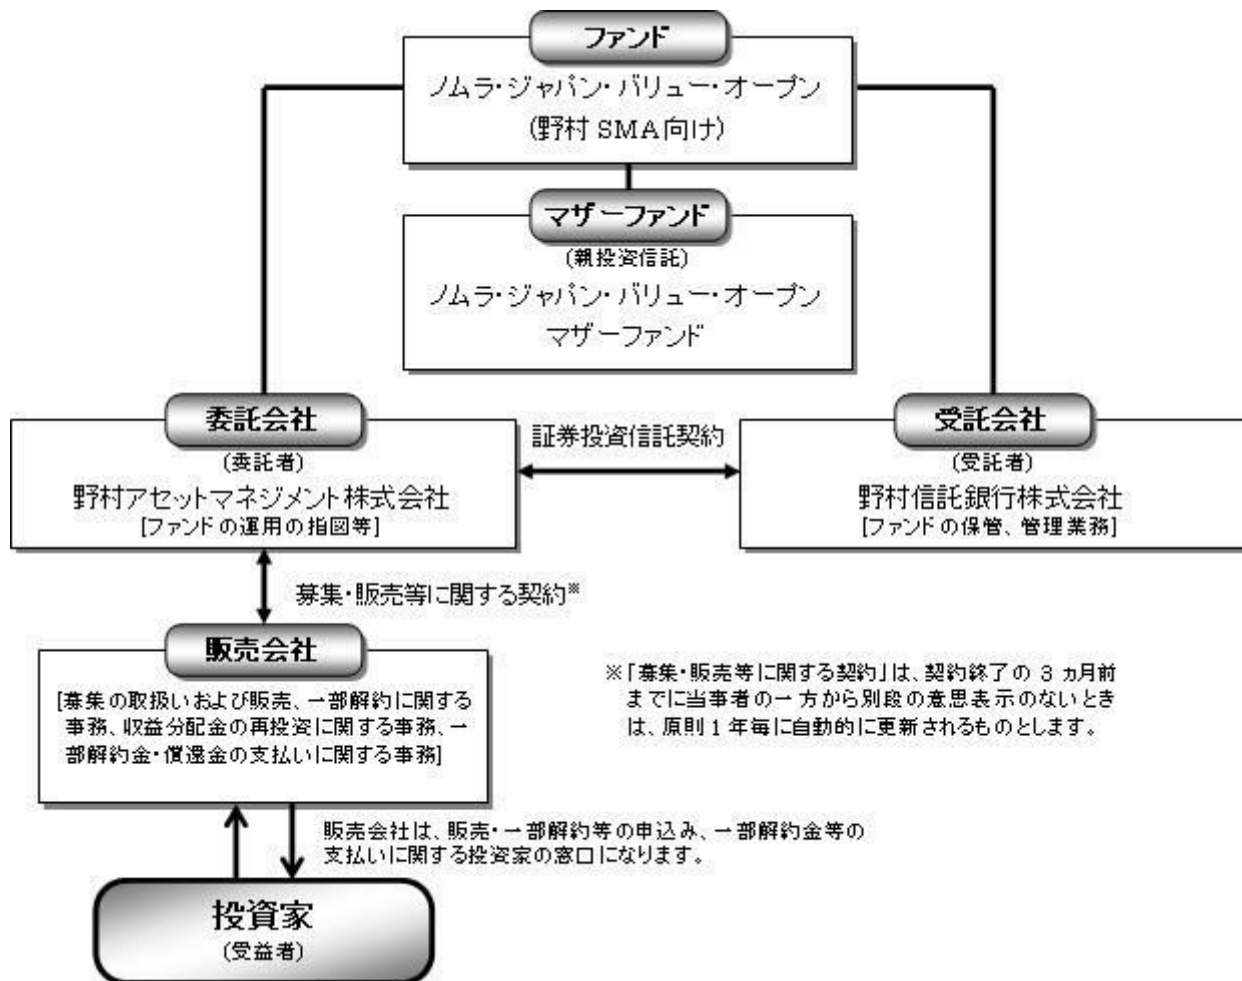 ファンド
ノムラ・ジャパン・バリュー・オープン
(野村 SMA 向け)
マザーファンド
(親投資信託)
ノムラ・ジャパン・バリュー・オープン
マザーファンド
委託会社
(委託者)
野村アセットマネジメント株式会社
[ファンドの運用の指図等]
証券投資信託契約
受託会社
(受託者)
野村信託銀行株式会社
[ファンドの保管、管理業務]
募集・販売等に関する契約※
販売会社
[募集の取扱いおよび販売、一部解約に関する
事務、収益分配金の再投資に関する事務、一
部解約金・償還金の支払いに関する事務]
※「募集・販売等に関する契約」は、契約終了の 3 ヵ月前
までに当事者の一方から別段の意思表示のないとき
は、原則 1 年毎に自動的に更新されるものとします。
販売会社は、販売・一部解約等の申込み、一部解約金等の
支払いに関する投資家の窓口になります。
投資家
(受益者)